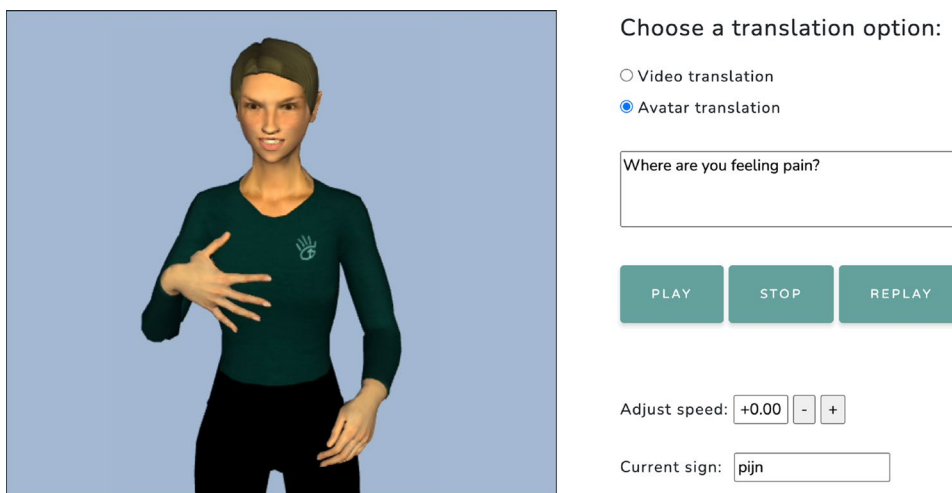 Choose a translation option:
Video translation
Avatar translation
Where are you feeling pain?
PLAY STOP REPLAY
Adjust speed: +0.00 - +
Current sign: pijn